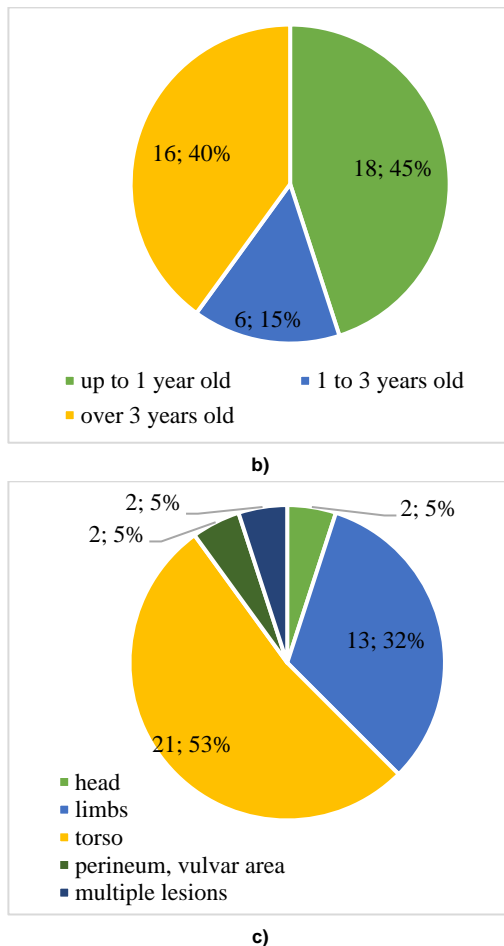 16; 40%
18; 45%
6; 15%
up to 1 year old
1 to 3 years old
over 3 years old
b)
2; 5%
2; 5%
2; 5%
13; 32%
21; 53%
head
limbs
torso
perineum, vulvar area
multiple lesions
c)